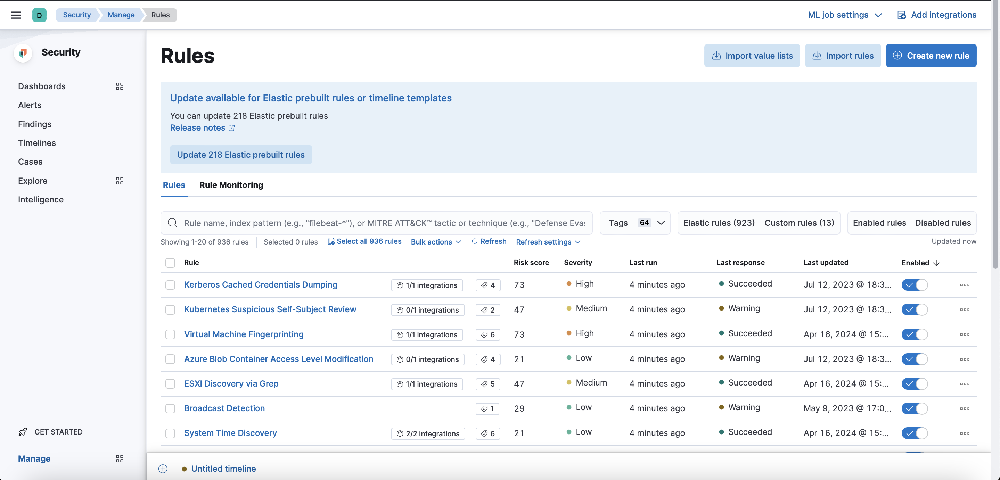 D Security Manage Rules ML job settings Add integrations
Security
Dashboards
Alerts
Findings
Timelines
Cases
Explore
Intelligence
GET STARTED
Manage
Rules
Import value lists Import rules Create new rule
Update available for Elastic prebuilt rules or timeline templates
You can update 218 Elastic prebuilt rules
Release notes
Update 218 Elastic prebuilt rules
Rules Rule Monitoring
Rule name, index pattern (e.g., "filebeat-*"), or MITRE ATT&CK™ tactic or technique (e.g., "Defense Evas Tags 64 Elastic rules (923) Custom rules (13) Enabled rules Disabled rules
Showing 1-20 of 936 rules Selected 0 rules Select all 936 rules Bulk actions Refresh Refresh settings Updated now
Rule Risk score Severity Last run Last response Last updated Enabled
Kerberos Cached Credentials Dumping 1/1 integrations 4 73 High 4 minutes ago Succeeded Jul 12, 2023 @ 18:3...
Kubernetes Suspicious Self-Subject Review 0/1 integrations 2 47 Medium 4 minutes ago Warning Jul 12, 2023 @ 18:3...
Virtual Machine Fingerprinting 1/1 integrations 6 73 High 4 minutes ago Succeeded Apr 16, 2024 @ 15:...
Azure Blob Container Access Level Modification 0/1 integrations 4 21 Low 4 minutes ago Warning Jul 12, 2023 @ 18:3...
ESXI Discovery via Grep 1/1 integrations 5 47 Medium 4 minutes ago Succeeded Apr 16, 2024 @ 15:...
Broadcast Detection 1 29 Low 4 minutes ago Warning May 9, 2023 @ 17:0...
System Time Discovery 2/2 integrations 6 21 Low 4 minutes ago Succeeded Apr 16, 2024 @ 15:...
Untitled timeline